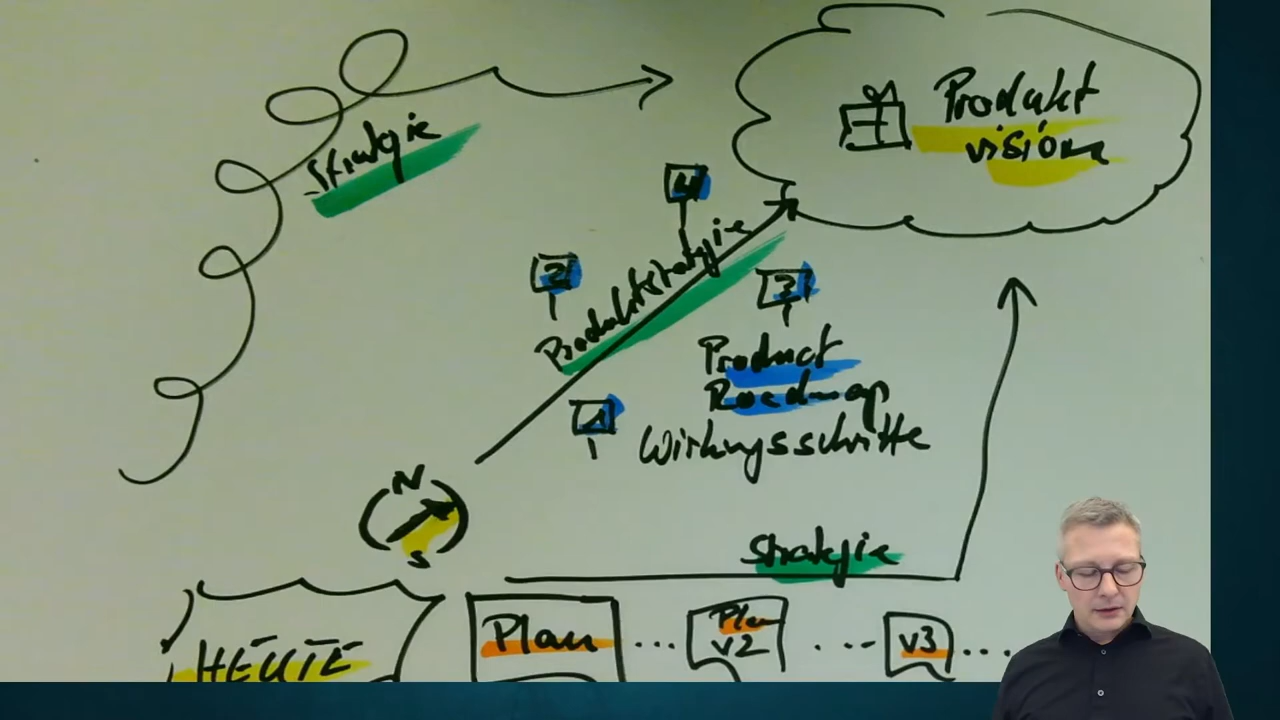 Strategie
Produkt
vision
4
2
Produktstrategie
3
Product
Roadmap
Wirkungsschritte
1
N
S
Strategie
HEUTE
Plan
...
Plan
v2
...
v3
...